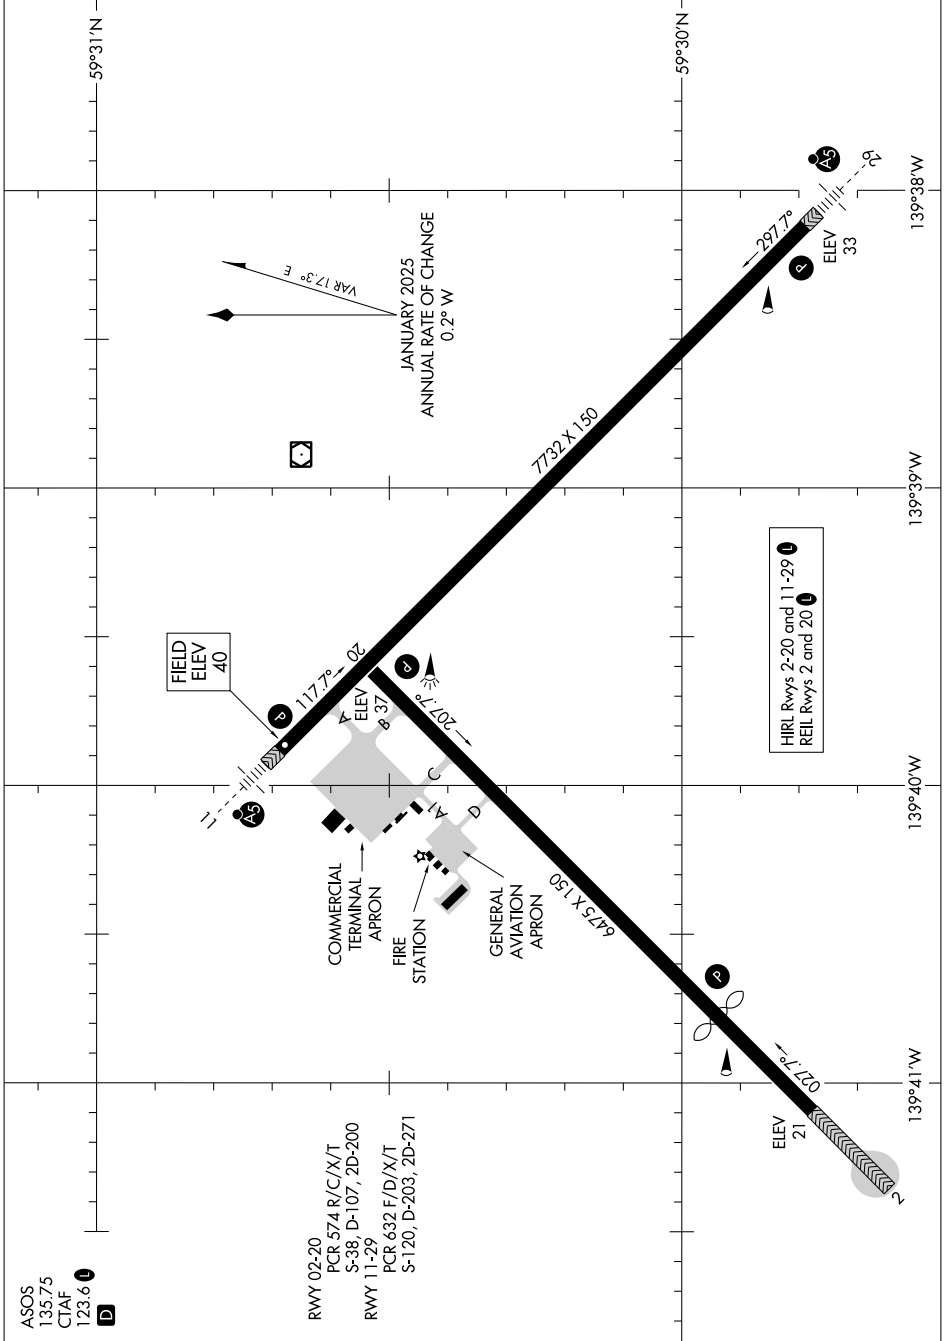 ASOS
135.75
CTAF
123.6 L
D
RWY 02-20
PCR 574 R/C/X/T
S-38, D-107, 2D-200
RWY 11-29
PCR 632 F/D/X/T
S-120, D-203, 2D-271
59°31'N
59°30'N
139°41'W
139°40'W
139°39'W
139°38'W
JANUARY 2025
ANNUAL RATE OF CHANGE
0.2° W
VAR 17.3° E
FIELD
ELEV
40
11
A5
P
117.7°
20
ELEV
37
A
B
P
207.7°
C
A1
D
COMMERCIAL
TERMINAL
APRON
FIRE
STATION
GENERAL
AVIATION
APRON
7732 X 150
6475 X 150
P
027.7°
ELEV
21
2
297.7°
P
ELEV
33
A5
29
HIRL Rwys 2-20 and 11-29 L
REIL Rwys 2 and 20 L